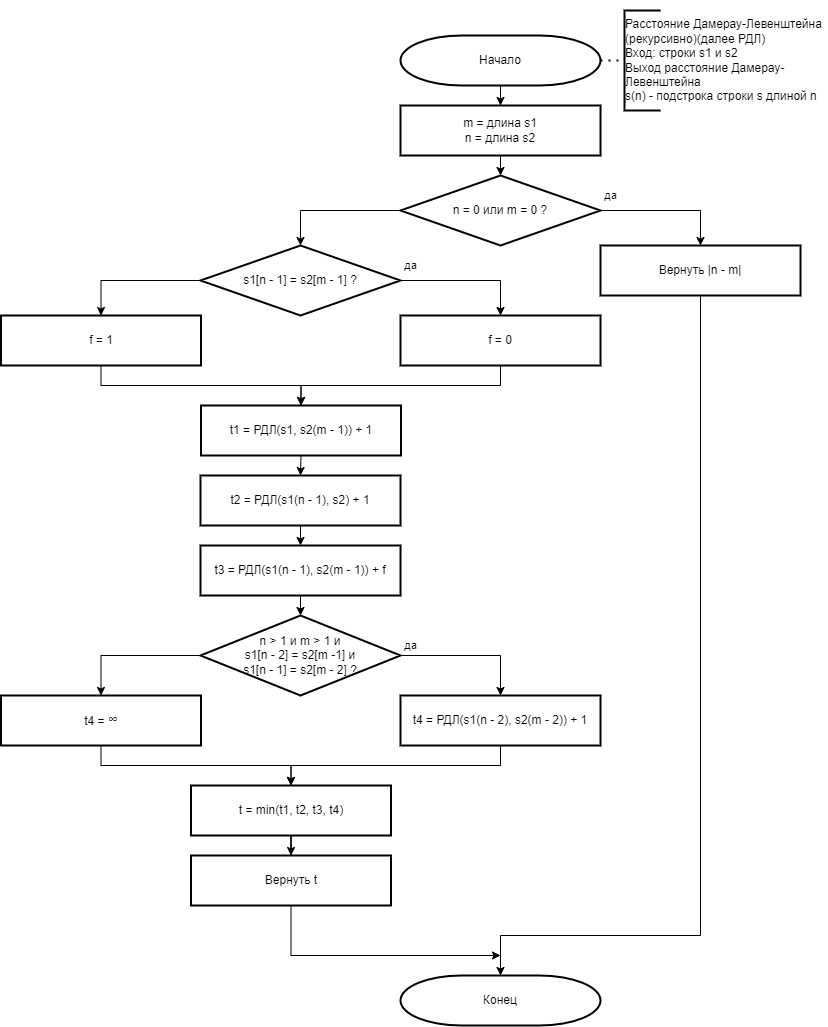 Расстояние Дамерау-Левенштейна
(рекурсивно)(далее РДЛ)
Вход: строки s1 и s2
Выход расстояние Дамерау-
Левенштейна
s(n) - подстрока строки s длиной n
Начало
m = длина s1
n = длина s2
n = 0 или m = 0 ?
да
s1[n - 1] = s2[m - 1] ?
да
Вернуть |n - m|
f = 1
f = 0
t1 = РДЛ(s1, s2(m - 1)) + 1
t2 = РДЛ(s1(n - 1), s2) + 1
t3 = РДЛ(s1(n - 1), s2(m - 1)) + f
n > 1 и m > 1 и
s1[n - 2] = s2[m -1] и
s1[n - 1] = s2[m - 2] ?
да
t4 = ∞
t4 = РДЛ(s1(n - 2), s2(m - 2)) + 1
t = min(t1, t2, t3, t4)
Вернуть t
Конец